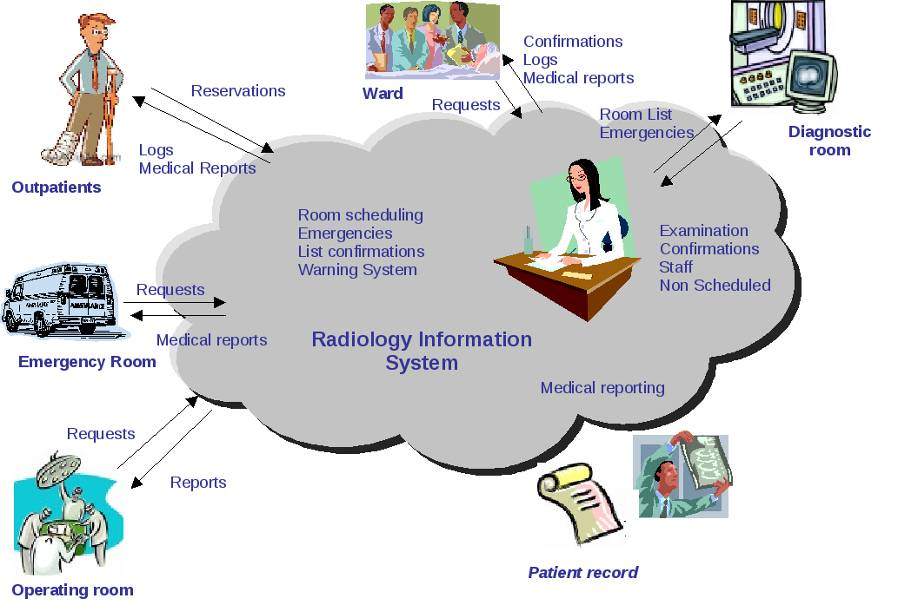 Confirmations
Logs
Medical reports
Ward
Requests
Reservations
Room List
Emergencies
Diagnostic
room
Logs
Medical Reports
Outpatients
Room scheduling
Emergencies
List confirmations
Warning System
Examination
Confirmations
Staff
Non Scheduled
Requests
AMBULANCE
Medical reports
Emergency Room
Radiology Information
System
Medical reporting
Requests
Reports
Operating room
Patient record